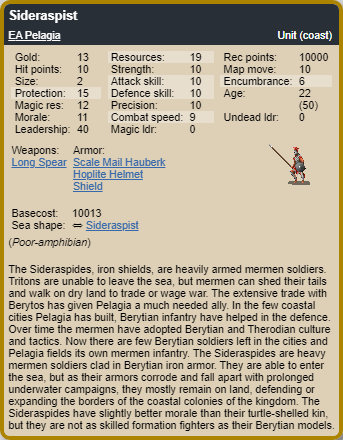 Sideraspist
EA Pelagia Unit (coast)
Gold: 13 Resources: 19 Rec points: 10000
Hit points: 10 Strength: 10 Map move: 10
Size: 2 Attack skill: 10 Encumbrance: 6
Protection: 15 Defence skill: 10 Age: 22
Magic res: 12 Precision: 10 (50)
Morale: 11 Combat speed: 9 Undead ldr: 0
Leadership: 40 Magic ldr: 0
Weapons: Armor:
Long Spear Scale Mail Hauberk
Hoplite Helmet
Shield
Basecost: 10013
Sea shape: ⇔ Sideraspist
(Poor-amphibian)
The Sideraspides, iron shields, are heavily armed mermen soldiers.
Tritons are unable to leave the sea, but mermen can shed their tails
and walk on dry land to trade or wage war. The extensive trade with
Berytos has given Pelagia a much needed ally. In the few coastal
cities Pelagia has built, Berytian infantry have helped in the defence.
Over time the mermen have adopted Berytian and Therodian culture
and tactics. Now there are few Berytian soldiers left in the cities and
Pelagia fields its own mermen infantry. The Sideraspides are heavy
mermen soldiers clad in Berytian iron armor. They are able to enter
the sea, but as their armors corrode and fall apart with prolonged
underwater campaigns, they mostly remain on land, defending or
expanding the borders of the coastal colonies of the kingdom. The
Sideraspides have slightly better morale than their turtle-shelled kin,
but they are not as skilled formation fighters as their Berytian models.